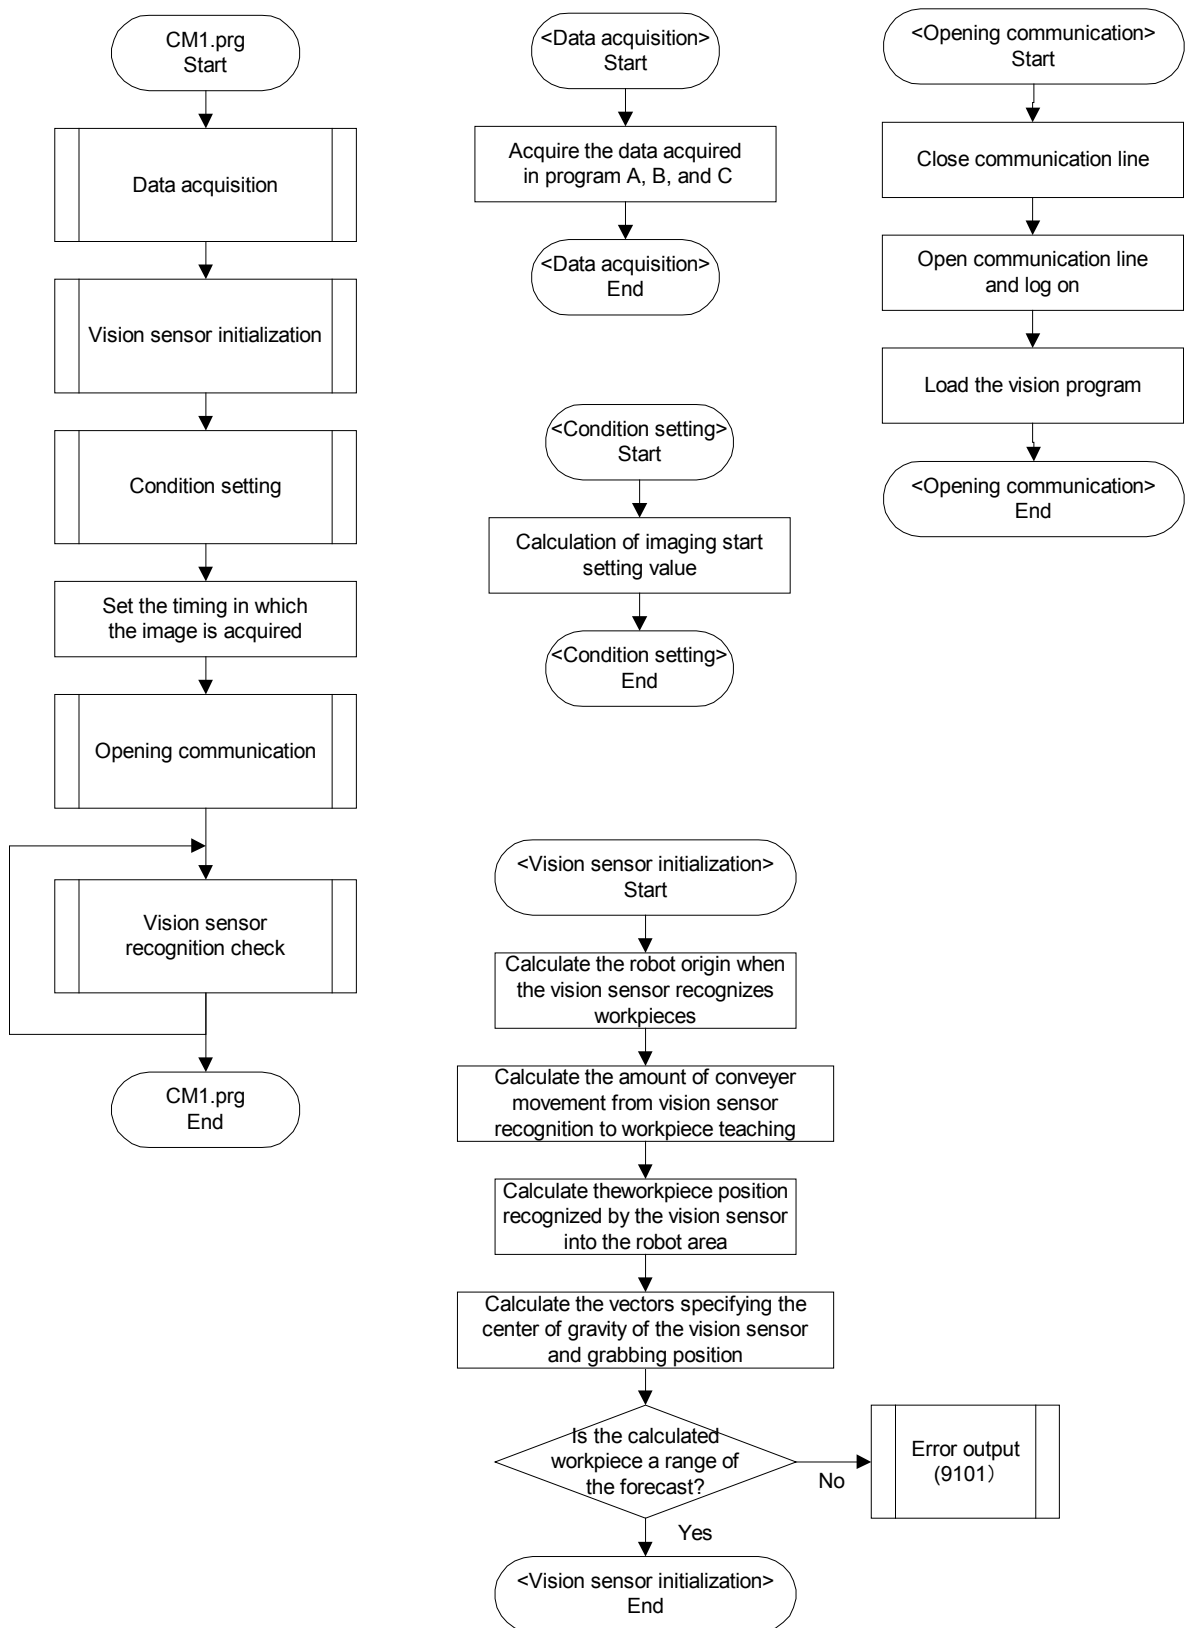 CM1.prg
Start
Data acquisition
Vision sensor initialization
Condition setting
Set the timing in which
the image is acquired
Opening communication
Vision sensor
recognition check
CM1.prg
End
<Data acquisition>
Start
Acquire the data acquired
in program A, B, and C
<Data acquisition>
End
<Condition setting>
Start
Calculation of imaging start
setting value
<Condition setting>
End
<Opening communication>
Start
Close communication line
Open communication line
and log on
Load the vision program
<Opening communication>
End
<Vision sensor initialization>
Start
Calculate the robot origin when
the vision sensor recognizes
workpieces
Calculate the amount of conveyer
movement from vision sensor
recognition to workpiece teaching
Calculate theworkpiece position
recognized by the vision sensor
into the robot area
Calculate the vectors specifying the
center of gravity of the vision sensor
and grabbing position
Is the calculated
workpiece a range of
the forecast?
No
Error output
(9101）
Yes
<Vision sensor initialization>
End